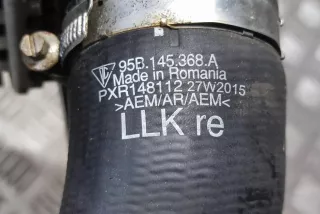 95B.145.368.A
Made in Romania
PXR148112 27W2015
>AEM/AR/AEM<
LLK re